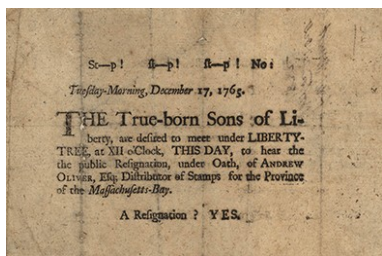 St—p! st—p! st—p! No:
Tuesday-Morning, December 17, 1765.
THE True-born Sons of Li-
berty, are desired to meet under LIBERTY-
TREE, at XII o'Clock, THIS DAY, to hear the
the public Resignation, under Oath, of ANDREW
OLIVER, Esq; Distributor of Stamps for the Province
of the Massachusetts-Bay.
A Resignation? YES.